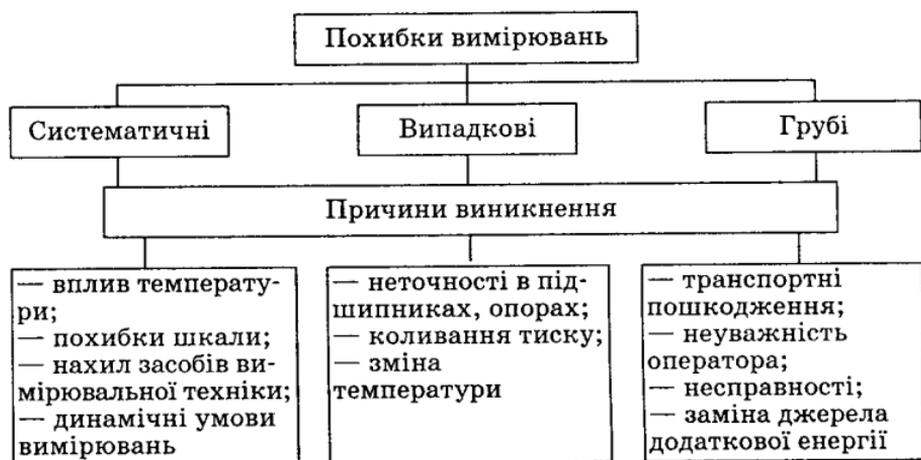 Похибки вимірювань
Систематичні
Випадкові
Грубі
Причини виникнення
— вплив температу-
ри;
— похибки шкали;
— нахил засобів ви-
мірювальної техніки;
— динамічні умови
вимірювань
— неточності в під-
шипниках, опорах;
— коливання тиску;
— зміна
температури
— транспортні
пошкодження;
— неуважність
оператора;
— несправності;
— заміна джерела
додаткової енергії